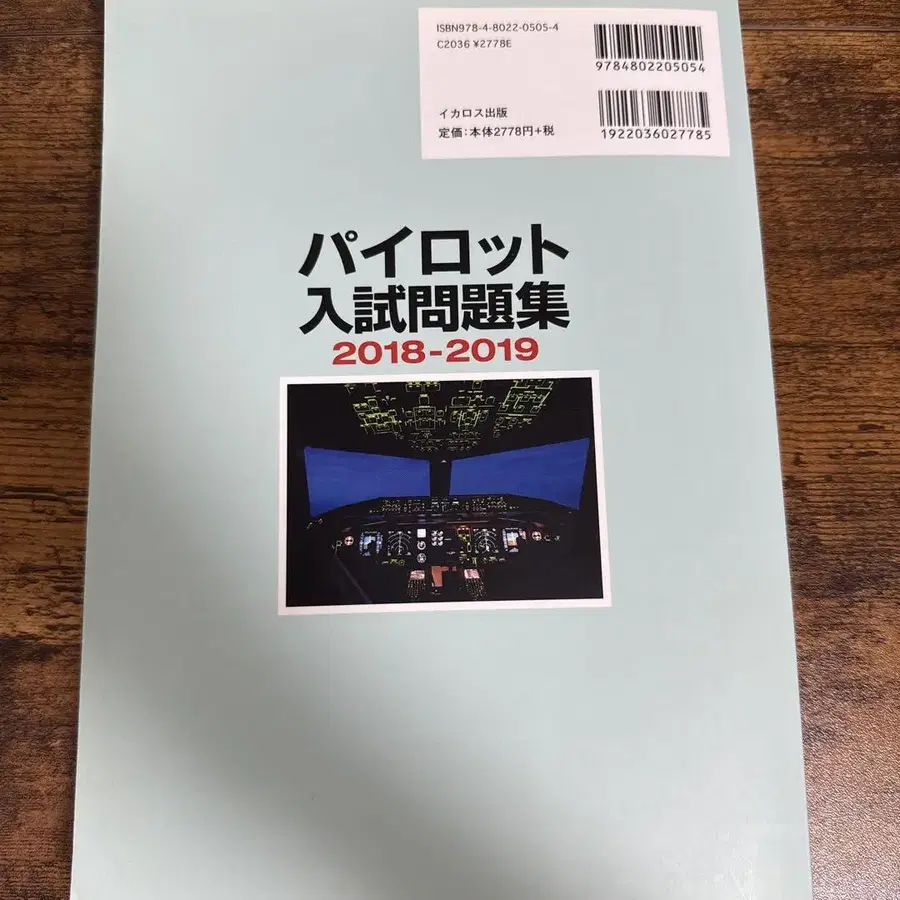 ISBN978-4-8022-0505-4
C2036 ¥2778E
9784802205054
イカロス出版
定価：本体2778円+税
1922036027785
パイロット
入試問題集
2018-2019